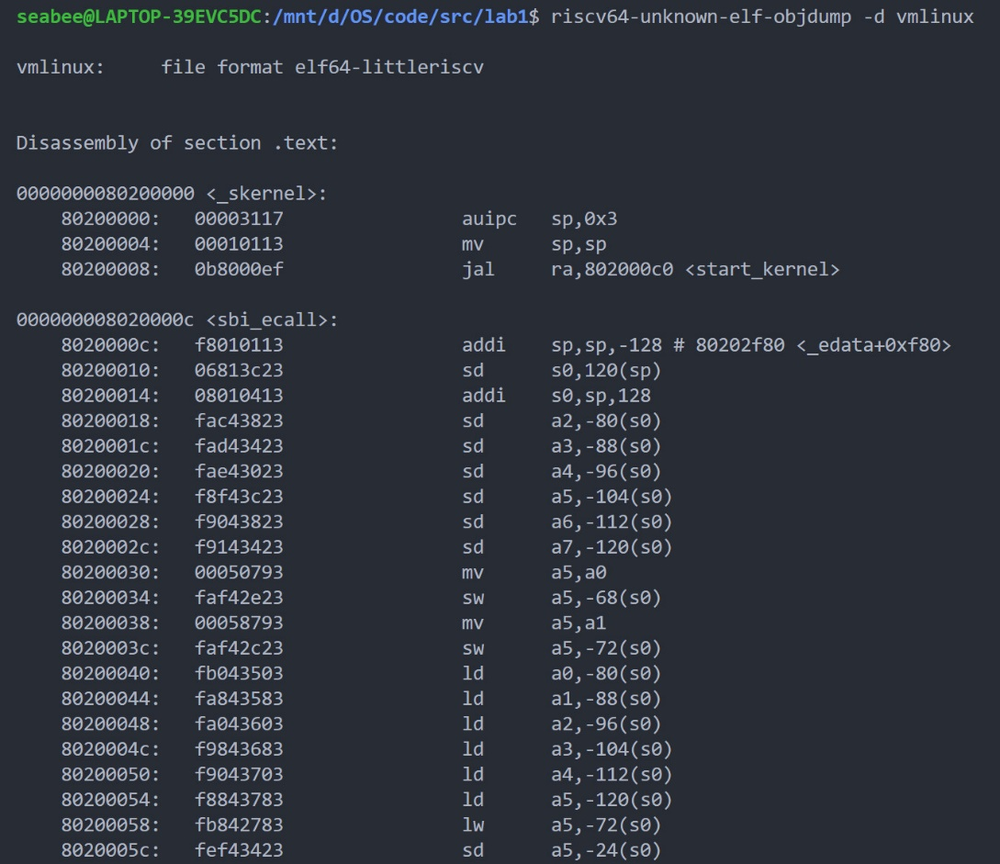 seabee@LAPTOP-39EVC5DC:/mnt/d/OS/code/src/lab1$ riscv64-unknown-elf-objdump -d vmlinux
vmlinux:     file format elf64-littleriscv
Disassembly of section .text:
0000000080200000 <_skernel>:
    80200000:	00003117          	auipc	sp,0x3
    80200004:	00010113          	mv	sp,sp
    80200008:	0b8000ef          	jal	ra,802000c0 <start_kernel>
000000008020000c <sbi_ecall>:
    8020000c:	f8010113          	addi	sp,sp,-128 # 80202f80 <_edata+0xf80>
    80200010:	06813c23          	sd	s0,120(sp)
    80200014:	08010413          	addi	s0,sp,128
    80200018:	fac43823          	sd	a2,-80(s0)
    8020001c:	fad43423          	sd	a3,-88(s0)
    80200020:	fae43023          	sd	a4,-96(s0)
    80200024:	f8f43c23          	sd	a5,-104(s0)
    80200028:	f9043823          	sd	a6,-112(s0)
    8020002c:	f9143423          	sd	a7,-120(s0)
    80200030:	00050793          	mv	a5,a0
    80200034:	faf42e23          	sw	a5,-68(s0)
    80200038:	00058793          	mv	a5,a1
    8020003c:	faf42c23          	sw	a5,-72(s0)
    80200040:	fb043503          	ld	a0,-80(s0)
    80200044:	fa843583          	ld	a1,-88(s0)
    80200048:	fa043603          	ld	a2,-96(s0)
    8020004c:	f9843683          	ld	a3,-104(s0)
    80200050:	f9043703          	ld	a4,-112(s0)
    80200054:	f8843783          	ld	a5,-120(s0)
    80200058:	fb842783          	lw	a5,-72(s0)
    8020005c:	fef43423          	sd	a5,-24(s0)